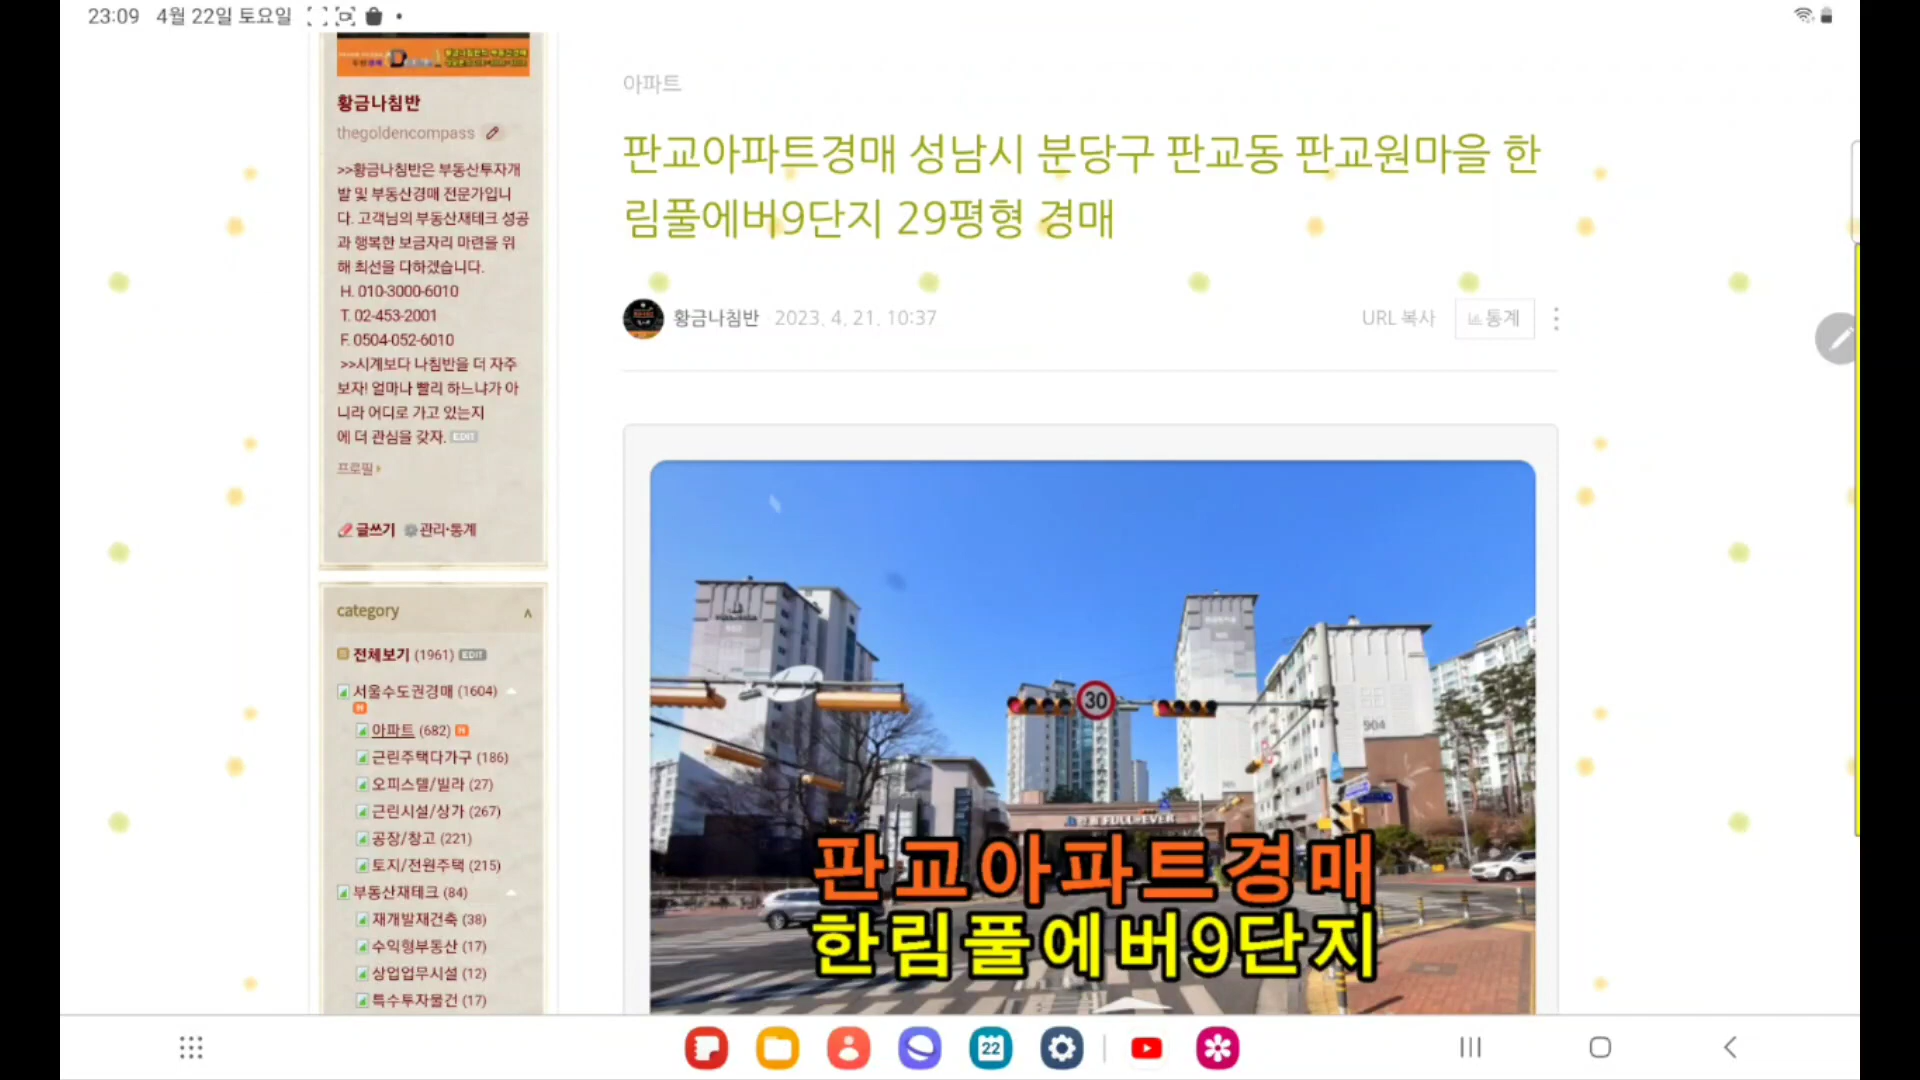 23:09 4월 22일 토요일
황금나침반
thegoldencompass
>>황금나침반은 부동산투자개
발 및 부동산경매 전문가입니
다. 고객님의 부동산재테크 성공
과 행복한 보금자리 마련을 위
해 최선을 다하겠습니다.
H. 010-3000-6010
T. 02-453-2001
F. 0504-052-6010
>>시계보다 나침반을 더 자주
보자! 얼마나 빨리 하느냐가 아
니라 어디로 가고 있는지
에 더 관심을 갖자. EDIT
프로필
글쓰기 관리·통계
category
전체보기 (1961) EDIT
서울수도권경매 (1604)
N
아파트 (682) N
근린주택다가구 (186)
오피스텔/빌라 (27)
근린시설/상가 (267)
공장/창고 (221)
토지/전원주택 (215)
부동산재테크 (84)
재개발재건축 (38)
수익형부동산 (17)
상업업무시설 (12)
특수투자물건 (17)
아파트
판교아파트경매 성남시 분당구 판교동 판교원마을 한
림풀에버9단지 29평형 경매
황금나침반 2023. 4. 21. 10:37
URL 복사 통계
30
904
FULL EVER
판교아파트경매
한림풀에버9단지
22